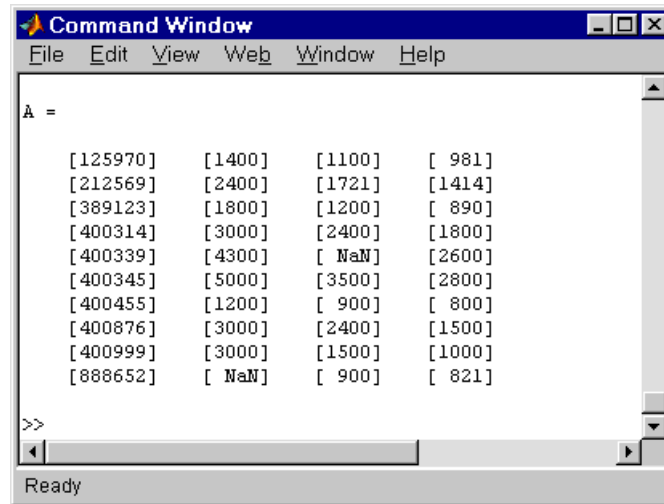 Command Window
File Edit View Web Window Help
A =
[125970] [1400] [1100] [ 981]
[212569] [2400] [1721] [1414]
[389123] [1800] [1200] [ 890]
[400314] [3000] [2400] [1800]
[400339] [4300] [ NaN] [2600]
[400345] [5000] [3500] [2800]
[400455] [1200] [ 900] [ 800]
[400876] [3000] [2400] [1500]
[400999] [3000] [1500] [1000]
[888652] [ NaN] [ 900] [ 821]
>>
Ready